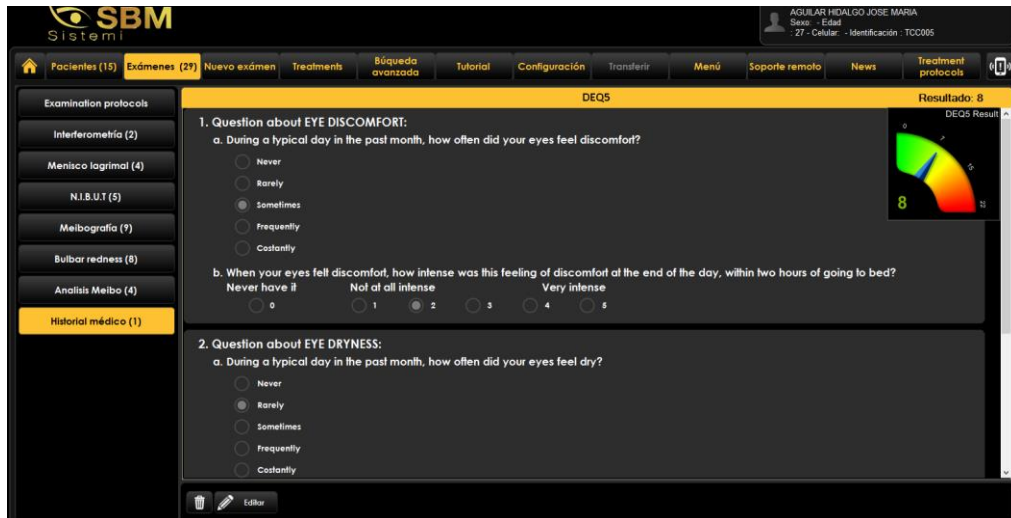 SBM
Sistemi
AGUILAR HIDALGO JOSE MARIA
Sexo: - Edad
: 27 - Celular: - Identificación : TCC005
Pacientes (15) Exámenes (29) Nuevo exámen Treatments Búqueda avanzada Tutorial Configuración Transferir Menú Soporte remoto News Treatment protocols
Examination protocols
Interferometría (2)
Menisco lagrimal (4)
N.I.B.U.T (5)
Meibografía (9)
Bulbar redness (8)
Analisis Meibo (4)
Historial médico (1)
DEQ5 Resultado: 8
DEQ5 Result
0
7
15
22
8
1. Question about EYE DISCOMFORT:
a. During a typical day in the past month, how often did your eyes feel discomfort?
Never
Rarely
Sometimes
Frequently
Costantly
b. When your eyes felt discomfort, how intense was this feeling of discomfort at the end of the day, within two hours of going to bed?
Never have it Not at all intense Very intense
0 1 2 3 4 5
2. Question about EYE DRYNESS:
a. During a typical day in the past month, how often did your eyes feel dry?
Never
Rarely
Sometimes
Frequently
Costantly
Editar